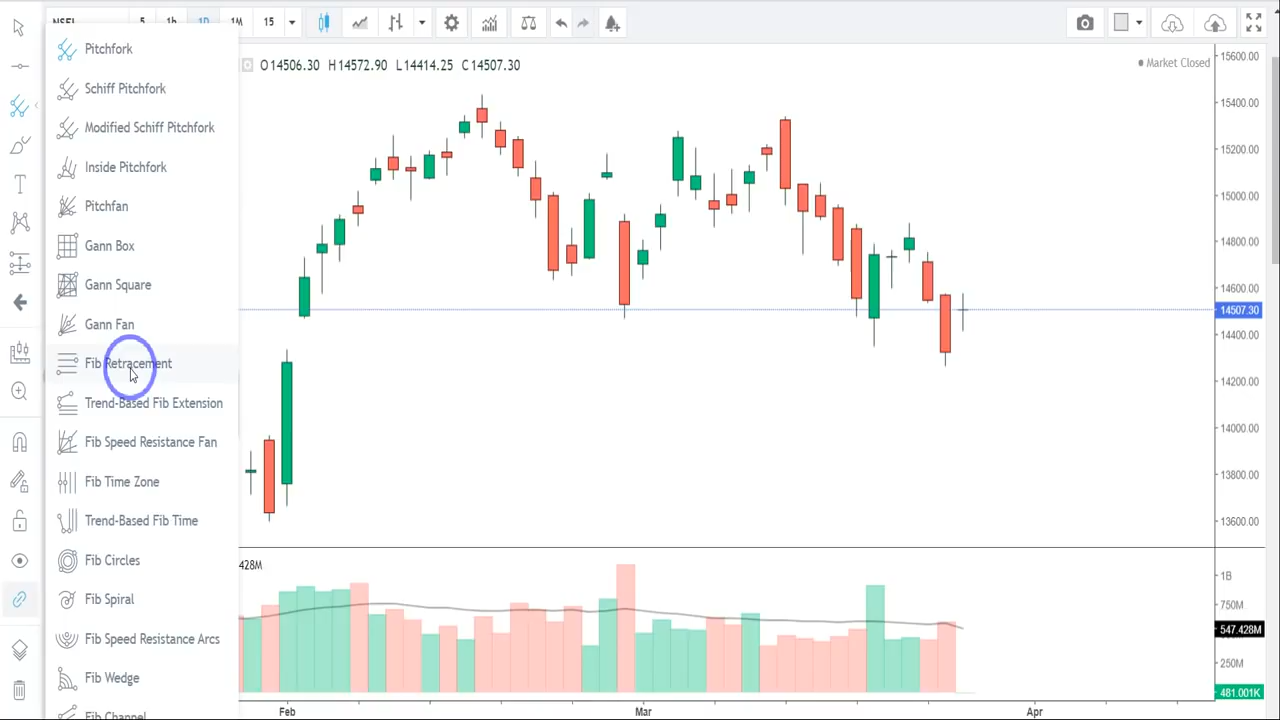 NSEI 5 1h 1D 1M 15
Pitchfork
Schiff Pitchfork
Modified Schiff Pitchfork
Inside Pitchfork
Pitchfan
Gann Box
Gann Square
Gann Fan
Fib Retracement
Trend-Based Fib Extension
Fib Speed Resistance Fan
Fib Time Zone
Trend-Based Fib Time
Fib Circles
Fib Spiral
Fib Speed Resistance Arcs
Fib Wedge
Fib Channel
O14506.30 H14572.90 L14414.25 C14507.30
Market Closed
15600.00
15400.00
15200.00
15000.00
14800.00
14600.00
14507.30
14400.00
14200.00
14000.00
13800.00
13600.00
428M
1B
750M
547.428M
250M
481.001K
Feb Mar Apr